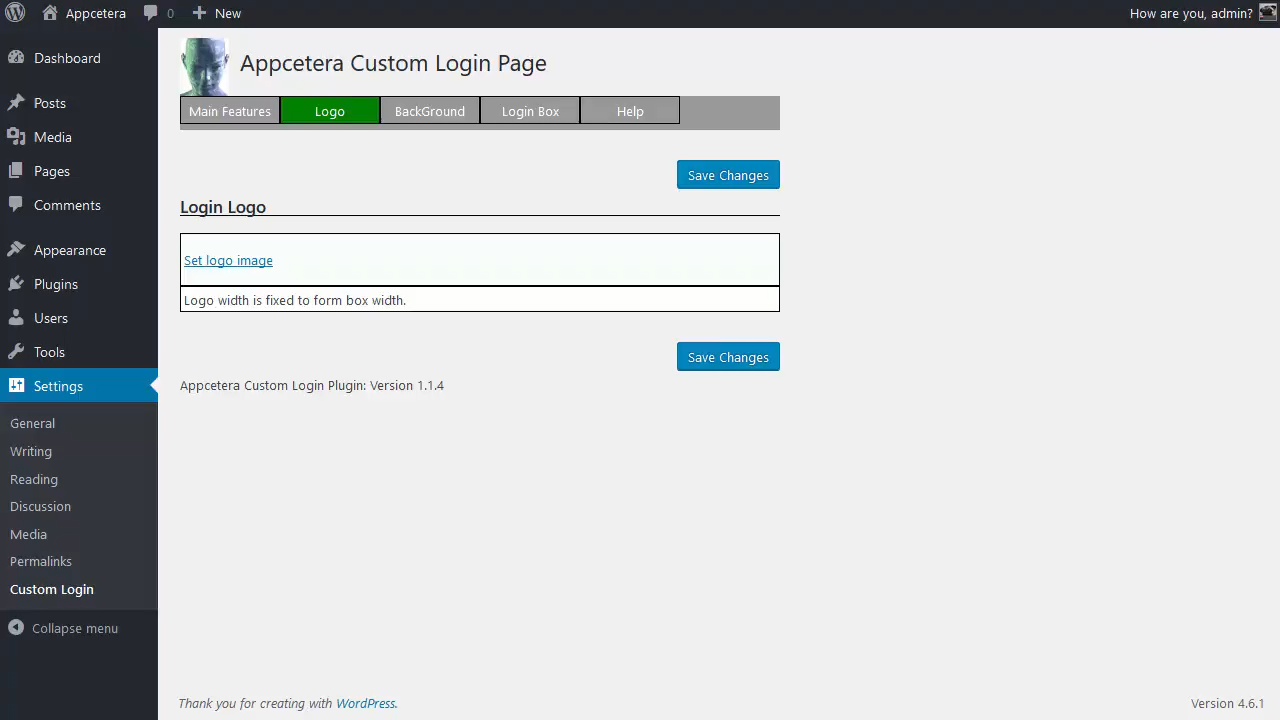 Appcetera 0 New How are you, admin?
Dashboard
Posts
Media
Pages
Comments
Appearance
Plugins
Users
Tools
Settings
General
Writing
Reading
Discussion
Media
Permalinks
Custom Login
Collapse menu
Appcetera Custom Login Page
Main Features Logo BackGround Login Box Help
Save Changes
Login Logo
Set logo image
Logo width is fixed to form box width.
Save Changes
Appcetera Custom Login Plugin: Version 1.1.4
Thank you for creating with WordPress. Version 4.6.1